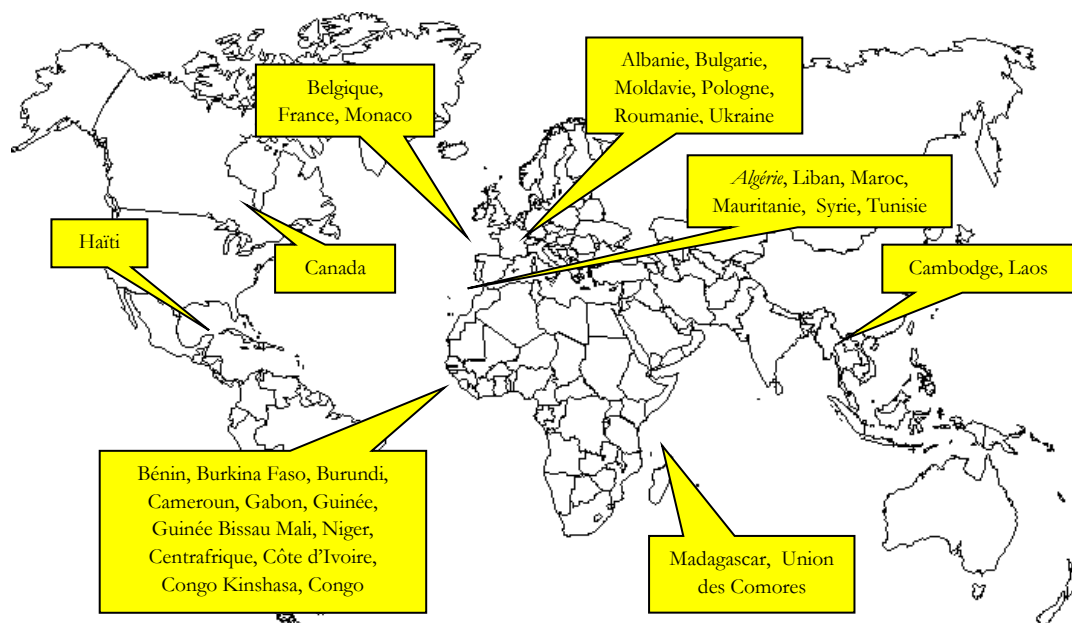 Belgique,
France, Monaco
Albanie, Bulgarie,
Moldavie, Pologne,
Roumanie, Ukraine
Algérie, Liban, Maroc,
Mauritanie, Syrie, Tunisie
Haïti
Canada
Cambodge, Laos
Bénin, Burkina Faso, Burundi,
Cameroun, Gabon, Guinée,
Guinée Bissau Mali, Niger,
Centrafrique, Côte d'Ivoire,
Congo Kinshasa, Congo
Madagascar, Union
des Comores